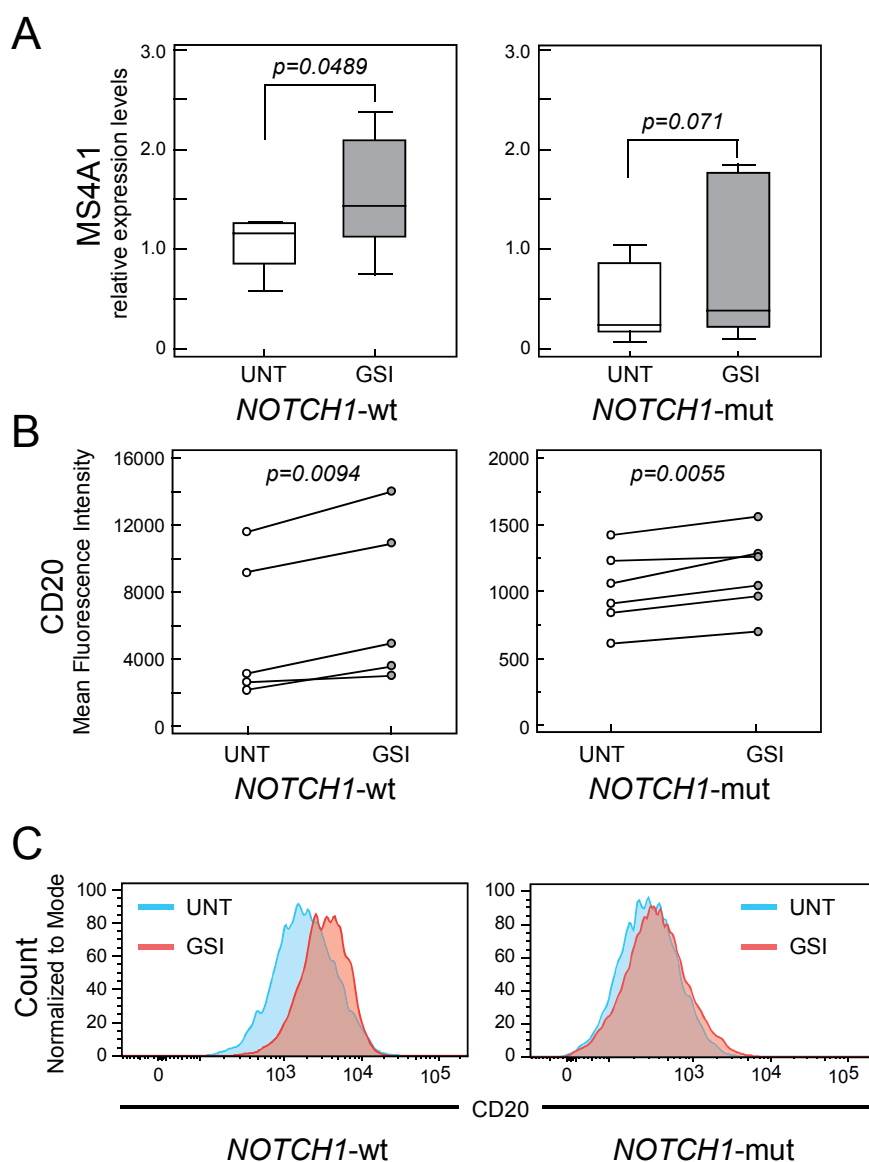 A
MS4A1
relative expression levels
3.0
2.0
1.0
0
p=0.0489
UNT
GSI
NOTCH1-wt
3.0
2.0
1.0
0
p=0.071
UNT
GSI
NOTCH1-mut
B
CD20
Mean Fluorescence Intensity
16000
12000
8000
4000
0
p=0.0094
UNT
GSI
NOTCH1-wt
2000
1500
1000
500
0
p=0.0055
UNT
GSI
NOTCH1-mut
C
Count
Normalized to Mode
100
80
60
40
20
0
UNT
GSI
0
10³
10⁴
10⁵
NOTCH1-wt
100
80
60
40
20
0
UNT
GSI
0
10³
10⁴
10⁵
CD20
NOTCH1-mut